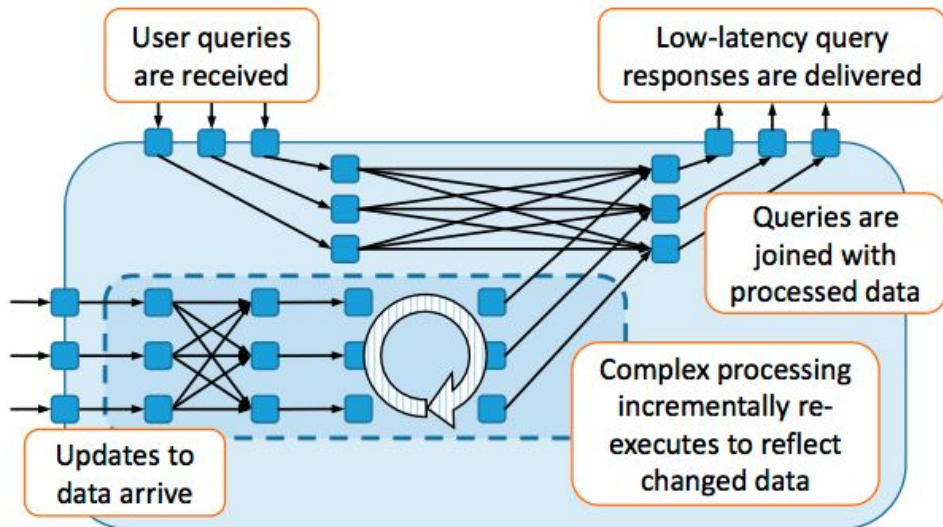 User queries
are received
Low-latency query
responses are delivered
Queries are
joined with
processed data
Complex processing
incrementally re-
executes to reflect
changed data
Updates to
data arrive